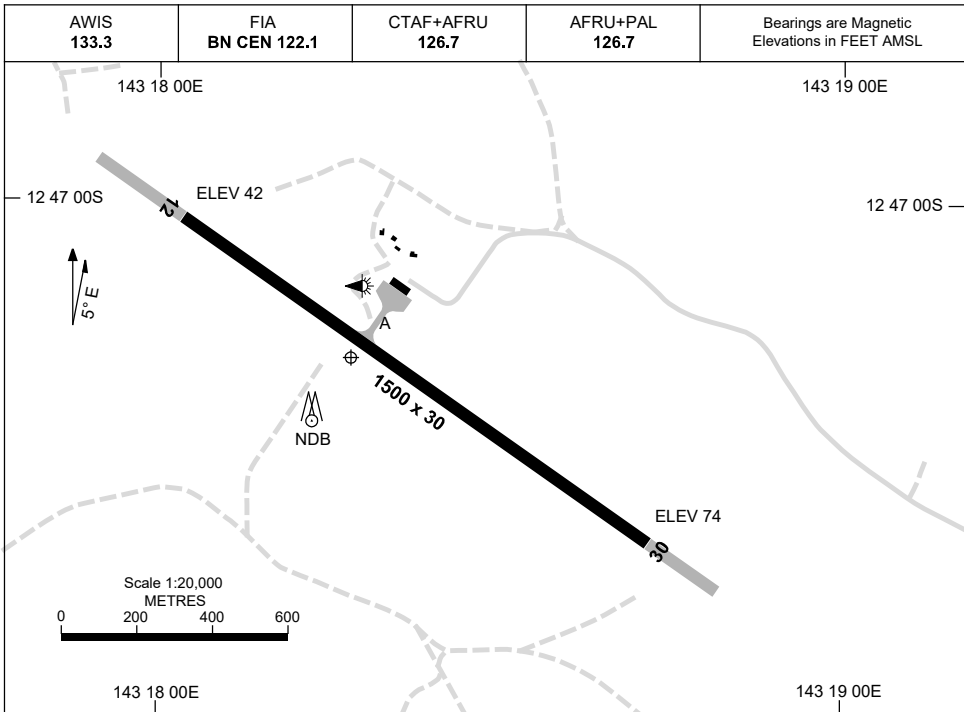 AWIS
133.3
FIA
BN CEN 122.1
CTAF+AFRU
126.7
AFRU+PAL
126.7
Bearings are Magnetic
Elevations in FEET AMSL
143 18 00E
143 19 00E
12 47 00S
ELEV 42
12 47 00S
12
5° E
A
1500 x 30
NDB
ELEV 74
30
Scale 1:20,000
METRES
0 200 400 600
143 18 00E
143 19 00E